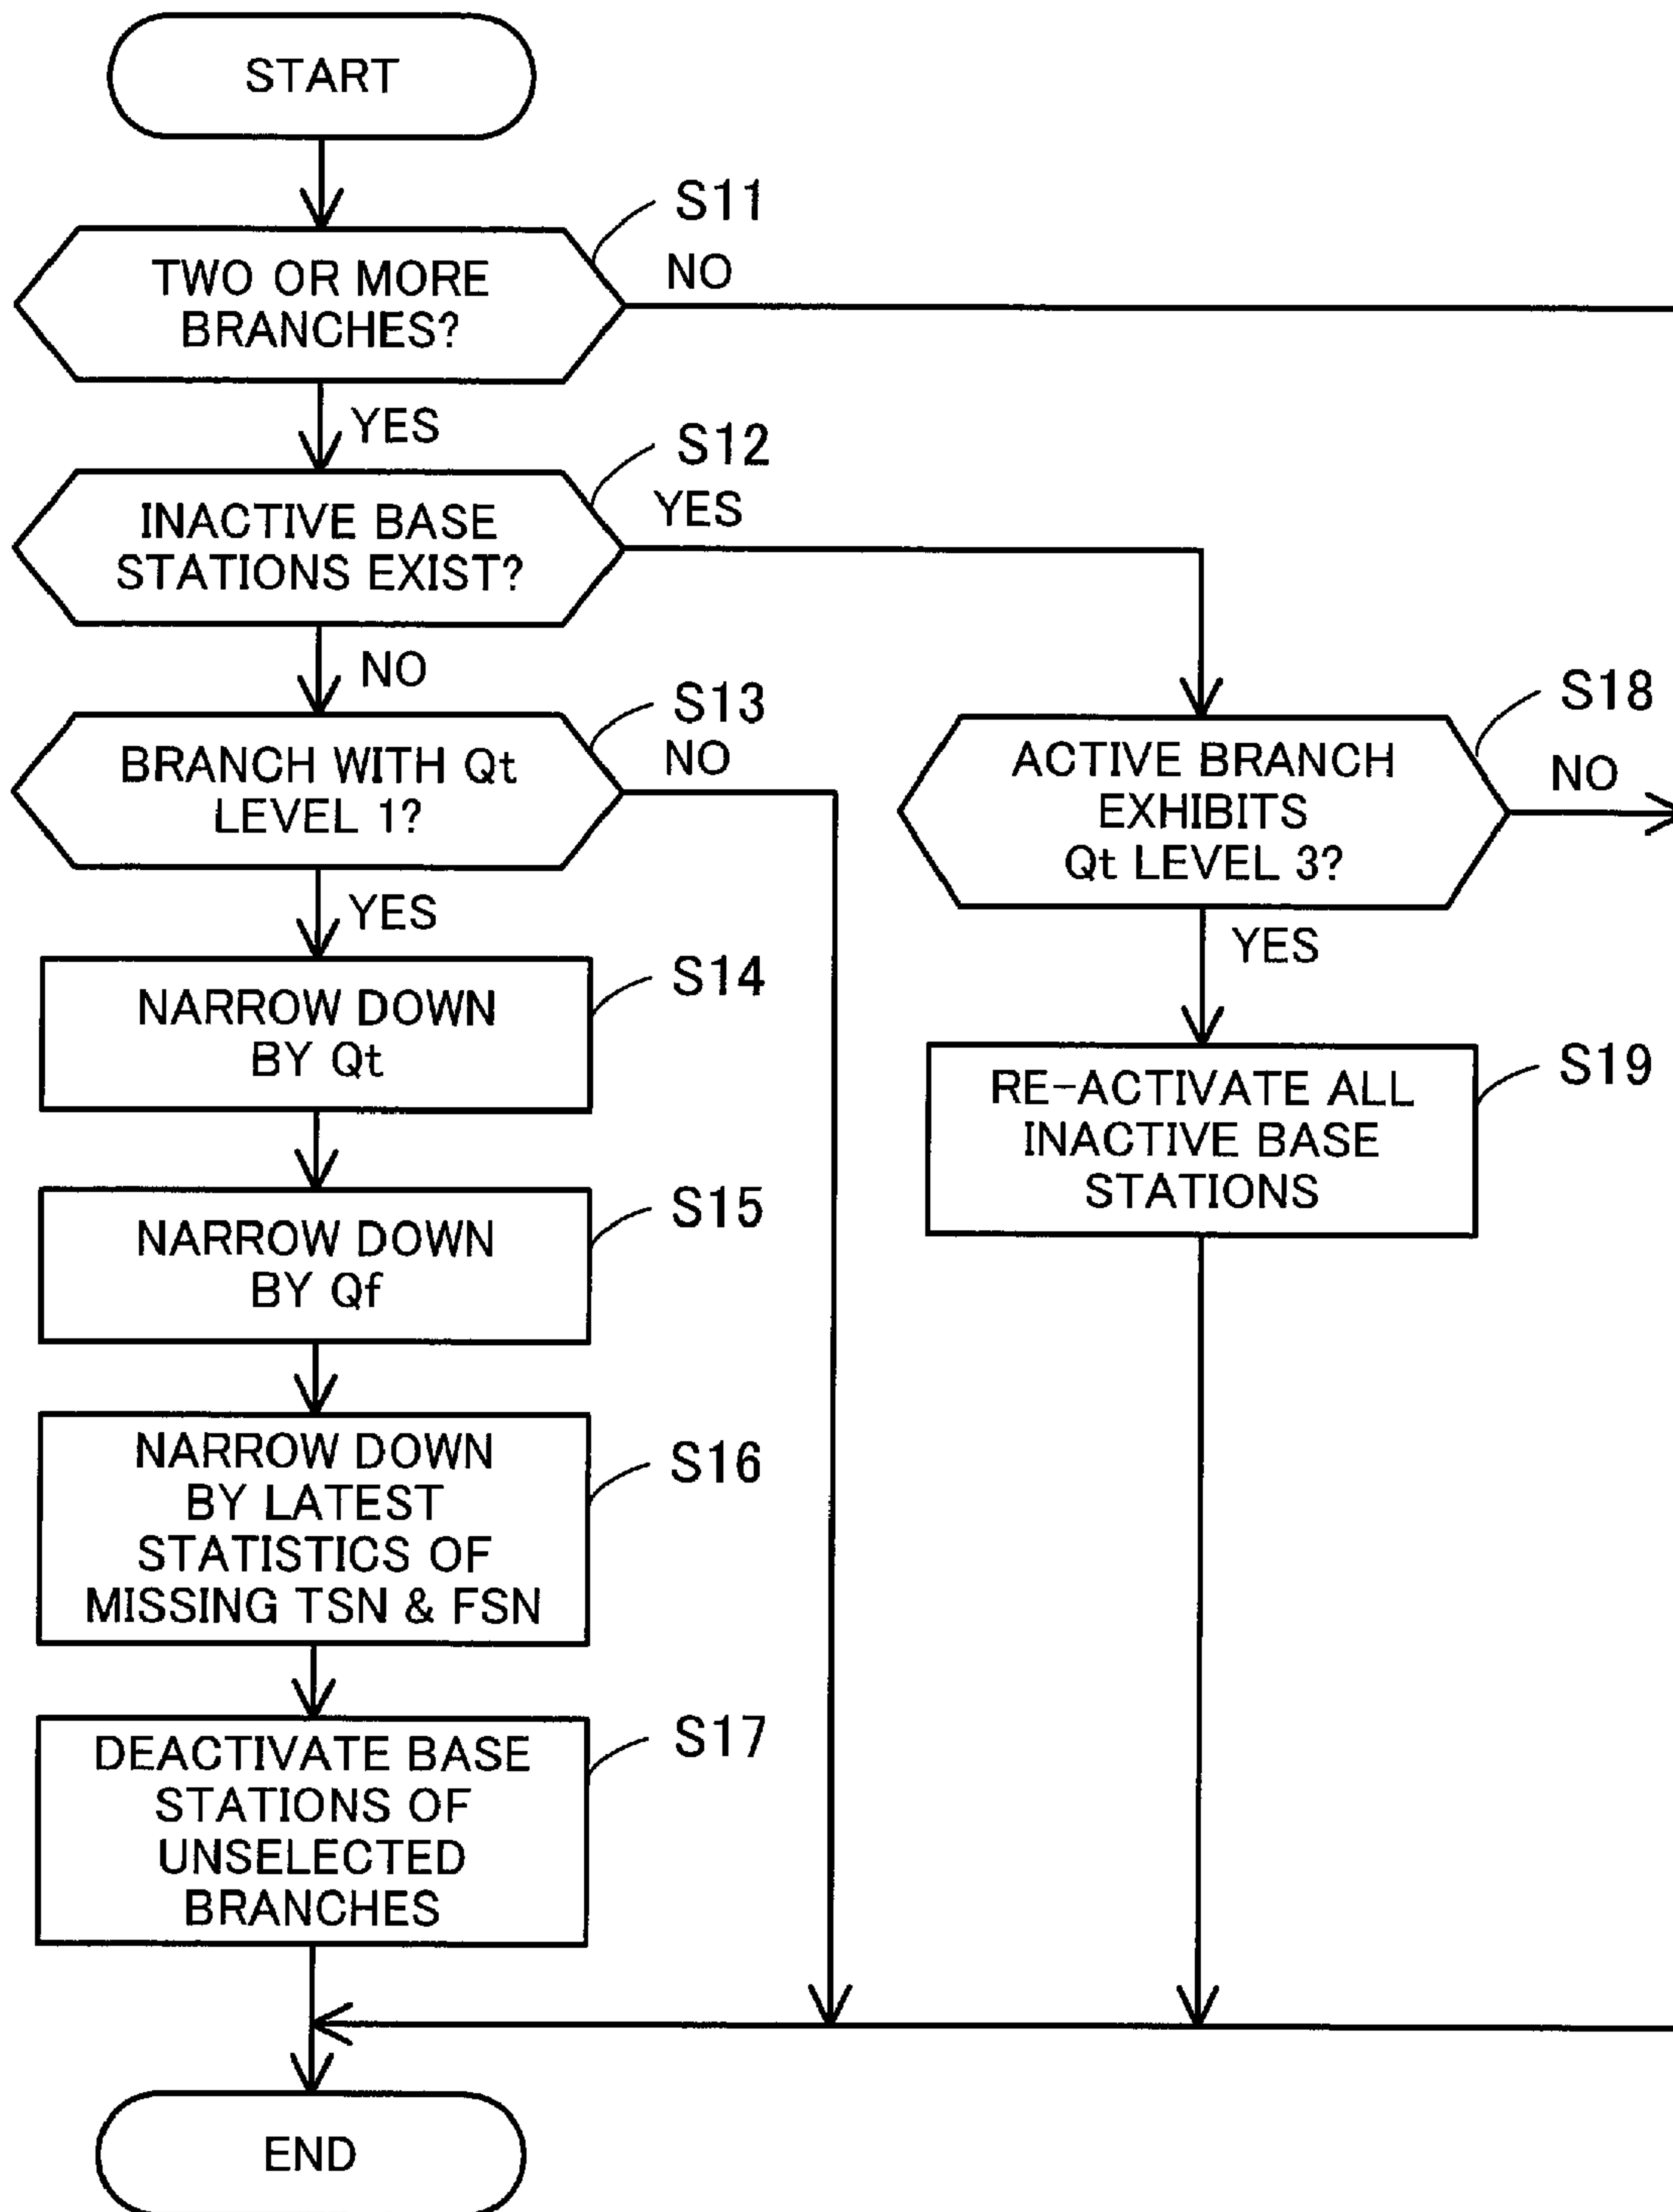 START
S11
TWO OR MORE
BRANCHES?
NO
YES
S12
INACTIVE BASE
STATIONS EXIST?
YES
NO
S13
BRANCH WITH Qt
LEVEL 1?
NO
YES
S18
ACTIVE BRANCH
EXHIBITS
Qt LEVEL 3?
NO
YES
S14
NARROW DOWN
BY Qt
S19
RE-ACTIVATE ALL
INACTIVE BASE
STATIONS
S15
NARROW DOWN
BY Qf
S16
NARROW DOWN
BY LATEST
STATISTICS OF
MISSING TSN & FSN
S17
DEACTIVATE BASE
STATIONS OF
UNSELECTED
BRANCHES
END